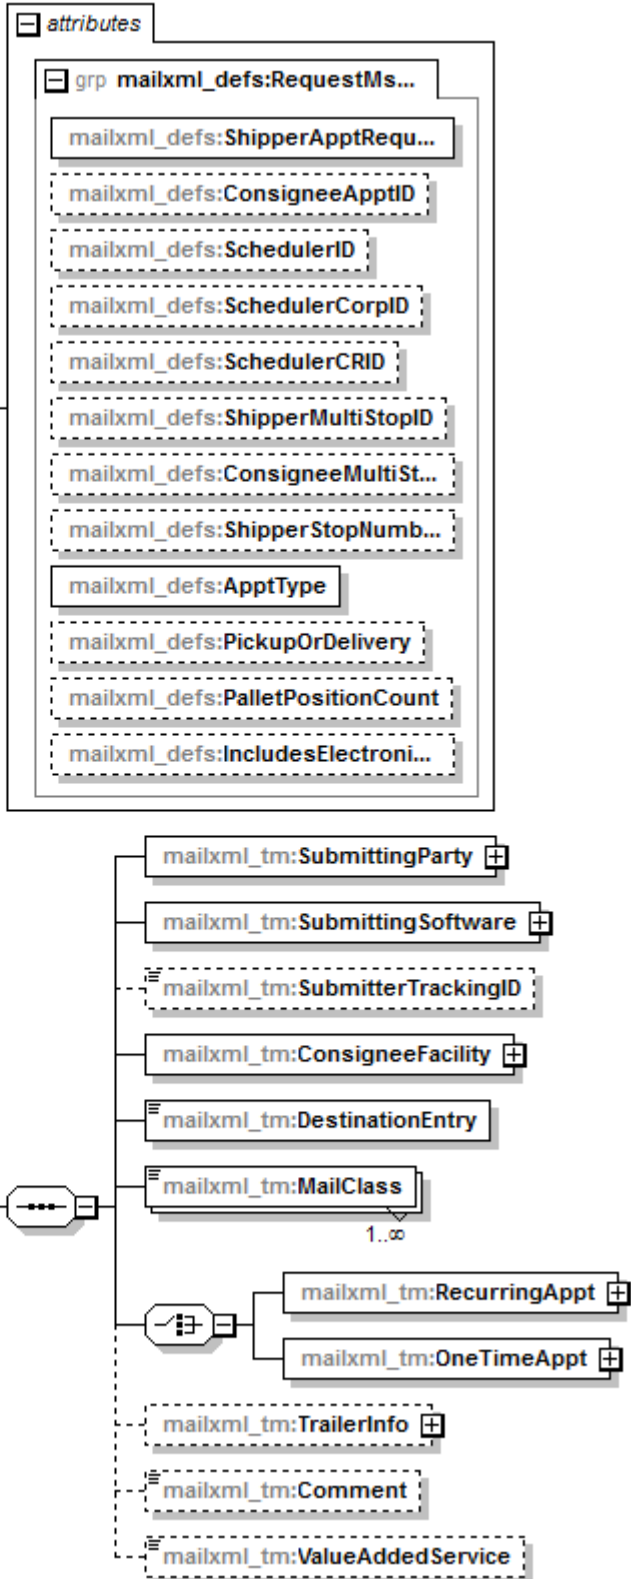 attributes
grp mailxml_defs:RequestMs...
mailxml_defs:ShipperApptRequ...
mailxml_defs:ConsigneeApptID
mailxml_defs:SchedulerID
mailxml_defs:SchedulerCorpID
mailxml_defs:SchedulerCRID
mailxml_defs:ShipperMultiStopID
mailxml_defs:ConsigneeMultiSt...
mailxml_defs:ShipperStopNumb...
mailxml_defs:ApptType
mailxml_defs:PickupOrDelivery
mailxml_defs:PalletPositionCount
mailxml_defs:IncludesElectroni...
mailxml_tm:SubmittingParty
mailxml_tm:SubmittingSoftware
mailxml_tm:SubmitterTrackingID
mailxml_tm:ConsigneeFacility
mailxml_tm:DestinationEntry
mailxml_tm:MailClass
1..∞
mailxml_tm:RecurringAppt
mailxml_tm:OneTimeAppt
mailxml_tm:TrailerInfo
mailxml_tm:Comment
mailxml_tm:ValueAddedService